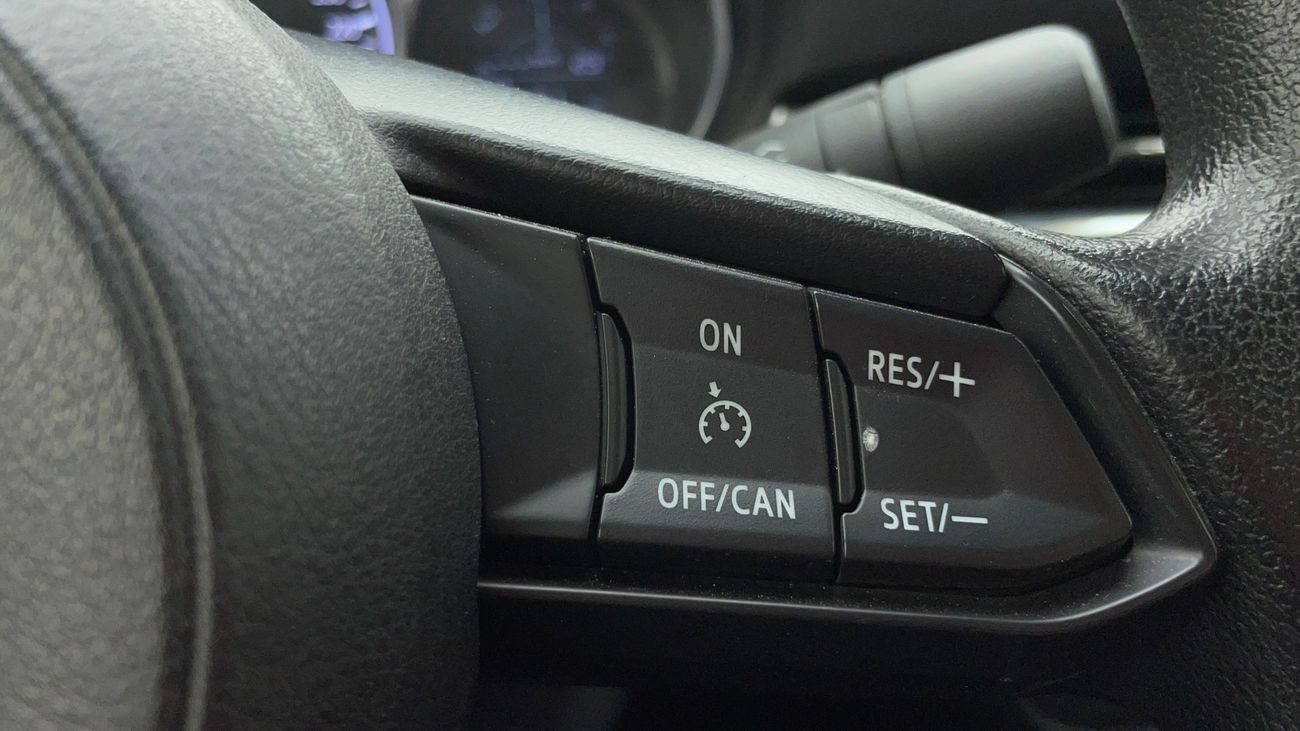 ON
OFF/CAN
RES/+
SET/−